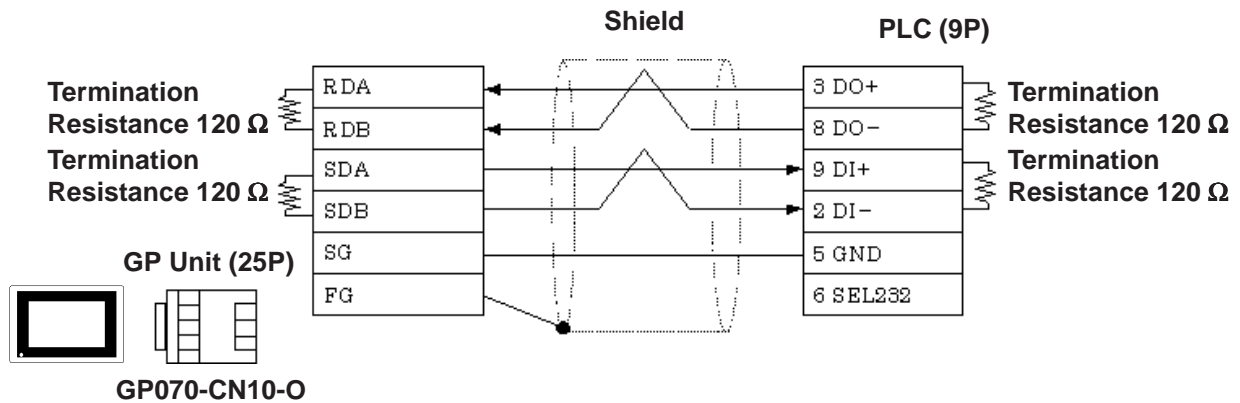 Shield
PLC (9P)
Termination
Resistance 120 Ω
Termination
Resistance 120 Ω
RDA
RDB
SDA
SDB
SG
FG
3 DO+
8 DO-
9 DI+
2 DI-
5 GND
6 SEL232
Termination
Resistance 120 Ω
Termination
Resistance 120 Ω
GP Unit (25P)
GP070-CN10-O